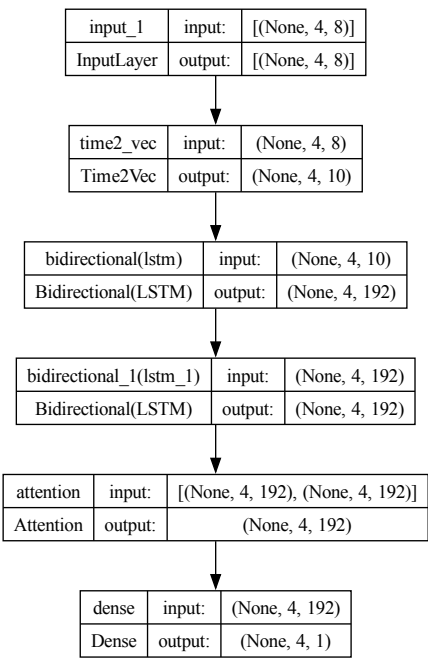 input_1 input: [(None, 4, 8)]
InputLayer output: [(None, 4, 8)]
time2_vec input: (None, 4, 8)
Time2Vec output: (None, 4, 10)
bidirectional(lstm) input: (None, 4, 10)
Bidirectional(LSTM) output: (None, 4, 192)
bidirectional_1(lstm_1) input: (None, 4, 192)
Bidirectional(LSTM) output: (None, 4, 192)
attention input: [(None, 4, 192), (None, 4, 192)]
Attention output: (None, 4, 192)
dense input: (None, 4, 192)
Dense output: (None, 4, 1)